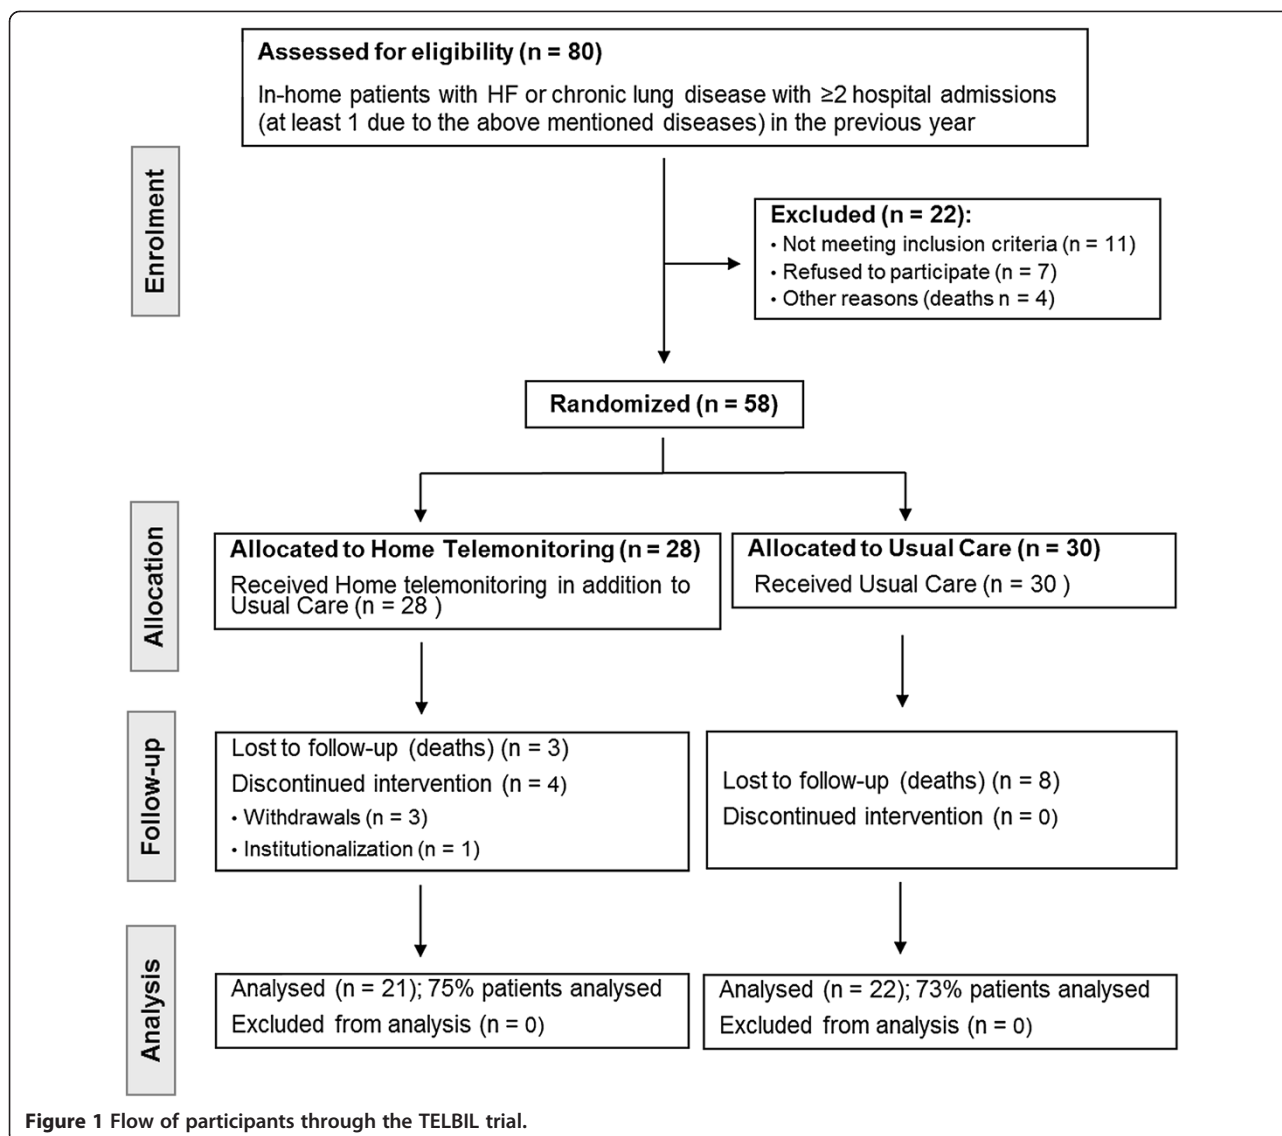 Assessed for eligibility (n = 80)
In-home patients with HF or chronic lung disease with ≥2 hospital admissions
(at least 1 due to the above mentioned diseases) in the previous year
Enrolment
Excluded (n = 22):
• Not meeting inclusion criteria (n = 11)
• Refused to participate (n = 7)
• Other reasons (deaths n = 4)
Randomized (n = 58)
Allocation
Allocated to Home Telemonitoring (n = 28)
Received Home telemonitoring in addition to
Usual Care (n = 28 )
Allocated to Usual Care (n = 30)
Received Usual Care (n = 30 )
Follow-up
Lost to follow-up (deaths) (n = 3)
Discontinued intervention (n = 4)
• Withdrawals (n = 3)
• Institutionalization (n = 1)
Lost to follow-up (deaths) (n = 8)
Discontinued intervention (n = 0)
Analysis
Analysed (n = 21); 75% patients analysed
Excluded from analysis (n = 0)
Analysed (n = 22); 73% patients analysed
Excluded from analysis (n = 0)
Figure 1 Flow of participants through the TELBIL trial.